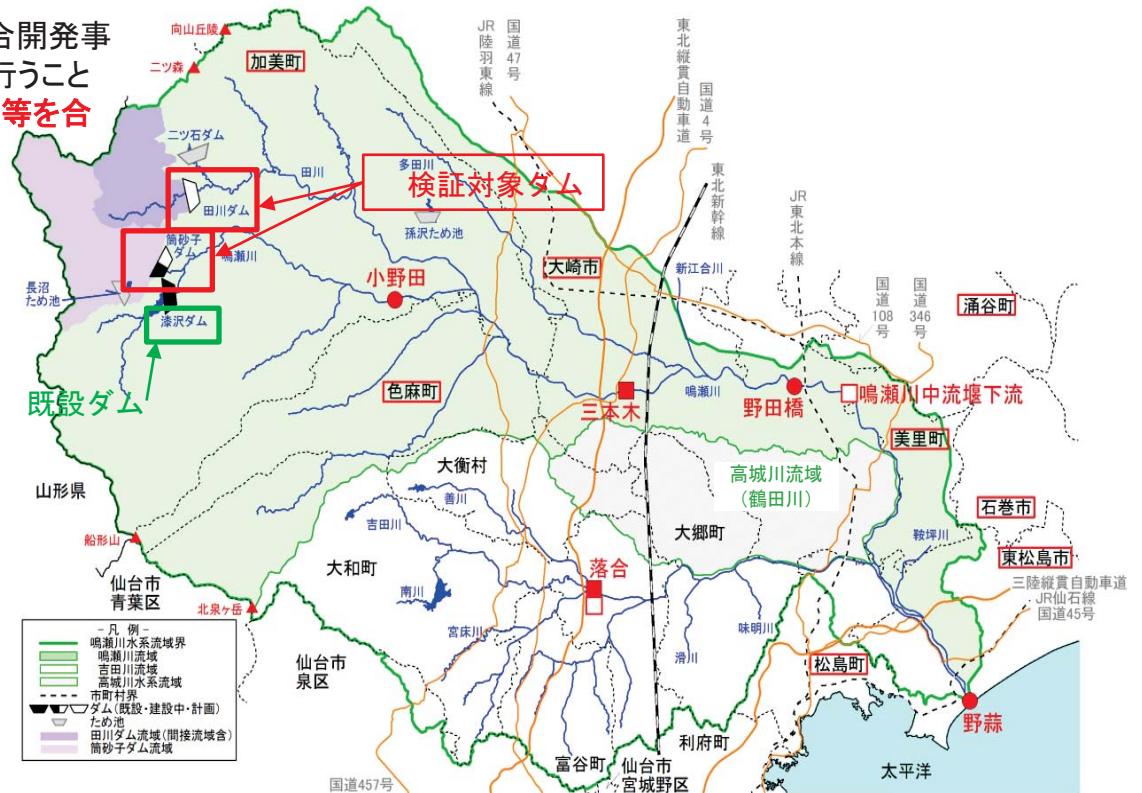 合開発事
行うこと
等を合
向山丘陵
二ツ森
加美町
JR陸羽東線
国道47号
東北縦貫自動車道
国道4号
東北新幹線
JR東北本線
二ツ石ダム
田川
多田川
検証対象ダム
田川ダム
孫沢ため池
筒砂子
ダム
鳴瀬川
大崎市
新江合川
国道108号
国道346号
涌谷町
長沼
ため池
小野田
漆沢ダム
既設ダム
色麻町
三本木
鳴瀬川
野田橋
鳴瀬川中流堰下流
美里町
大衡村
高城川流域
(鶴田川)
山形県
善川
吉田川
大郷町
石巻市
鞍坪川
船形山
大和町
落合
東松島市
仙台市
青葉区
南川
三陸縦貫自動車道
JR仙石線
国道45号
北泉ヶ岳
宮床川
味明川
滑川
仙台市
泉区
松島町
野蒜
利府町
富谷町
仙台市
宮城野区
太平洋
国道457号
-凡 例-
鳴瀬川水系流域界
鳴瀬川流域
吉田川流域
高城川水系流域
市町村界
ダム(既設・建設中・計画)
ため池
田川ダム流域(間接流域含)
筒砂子ダム流域